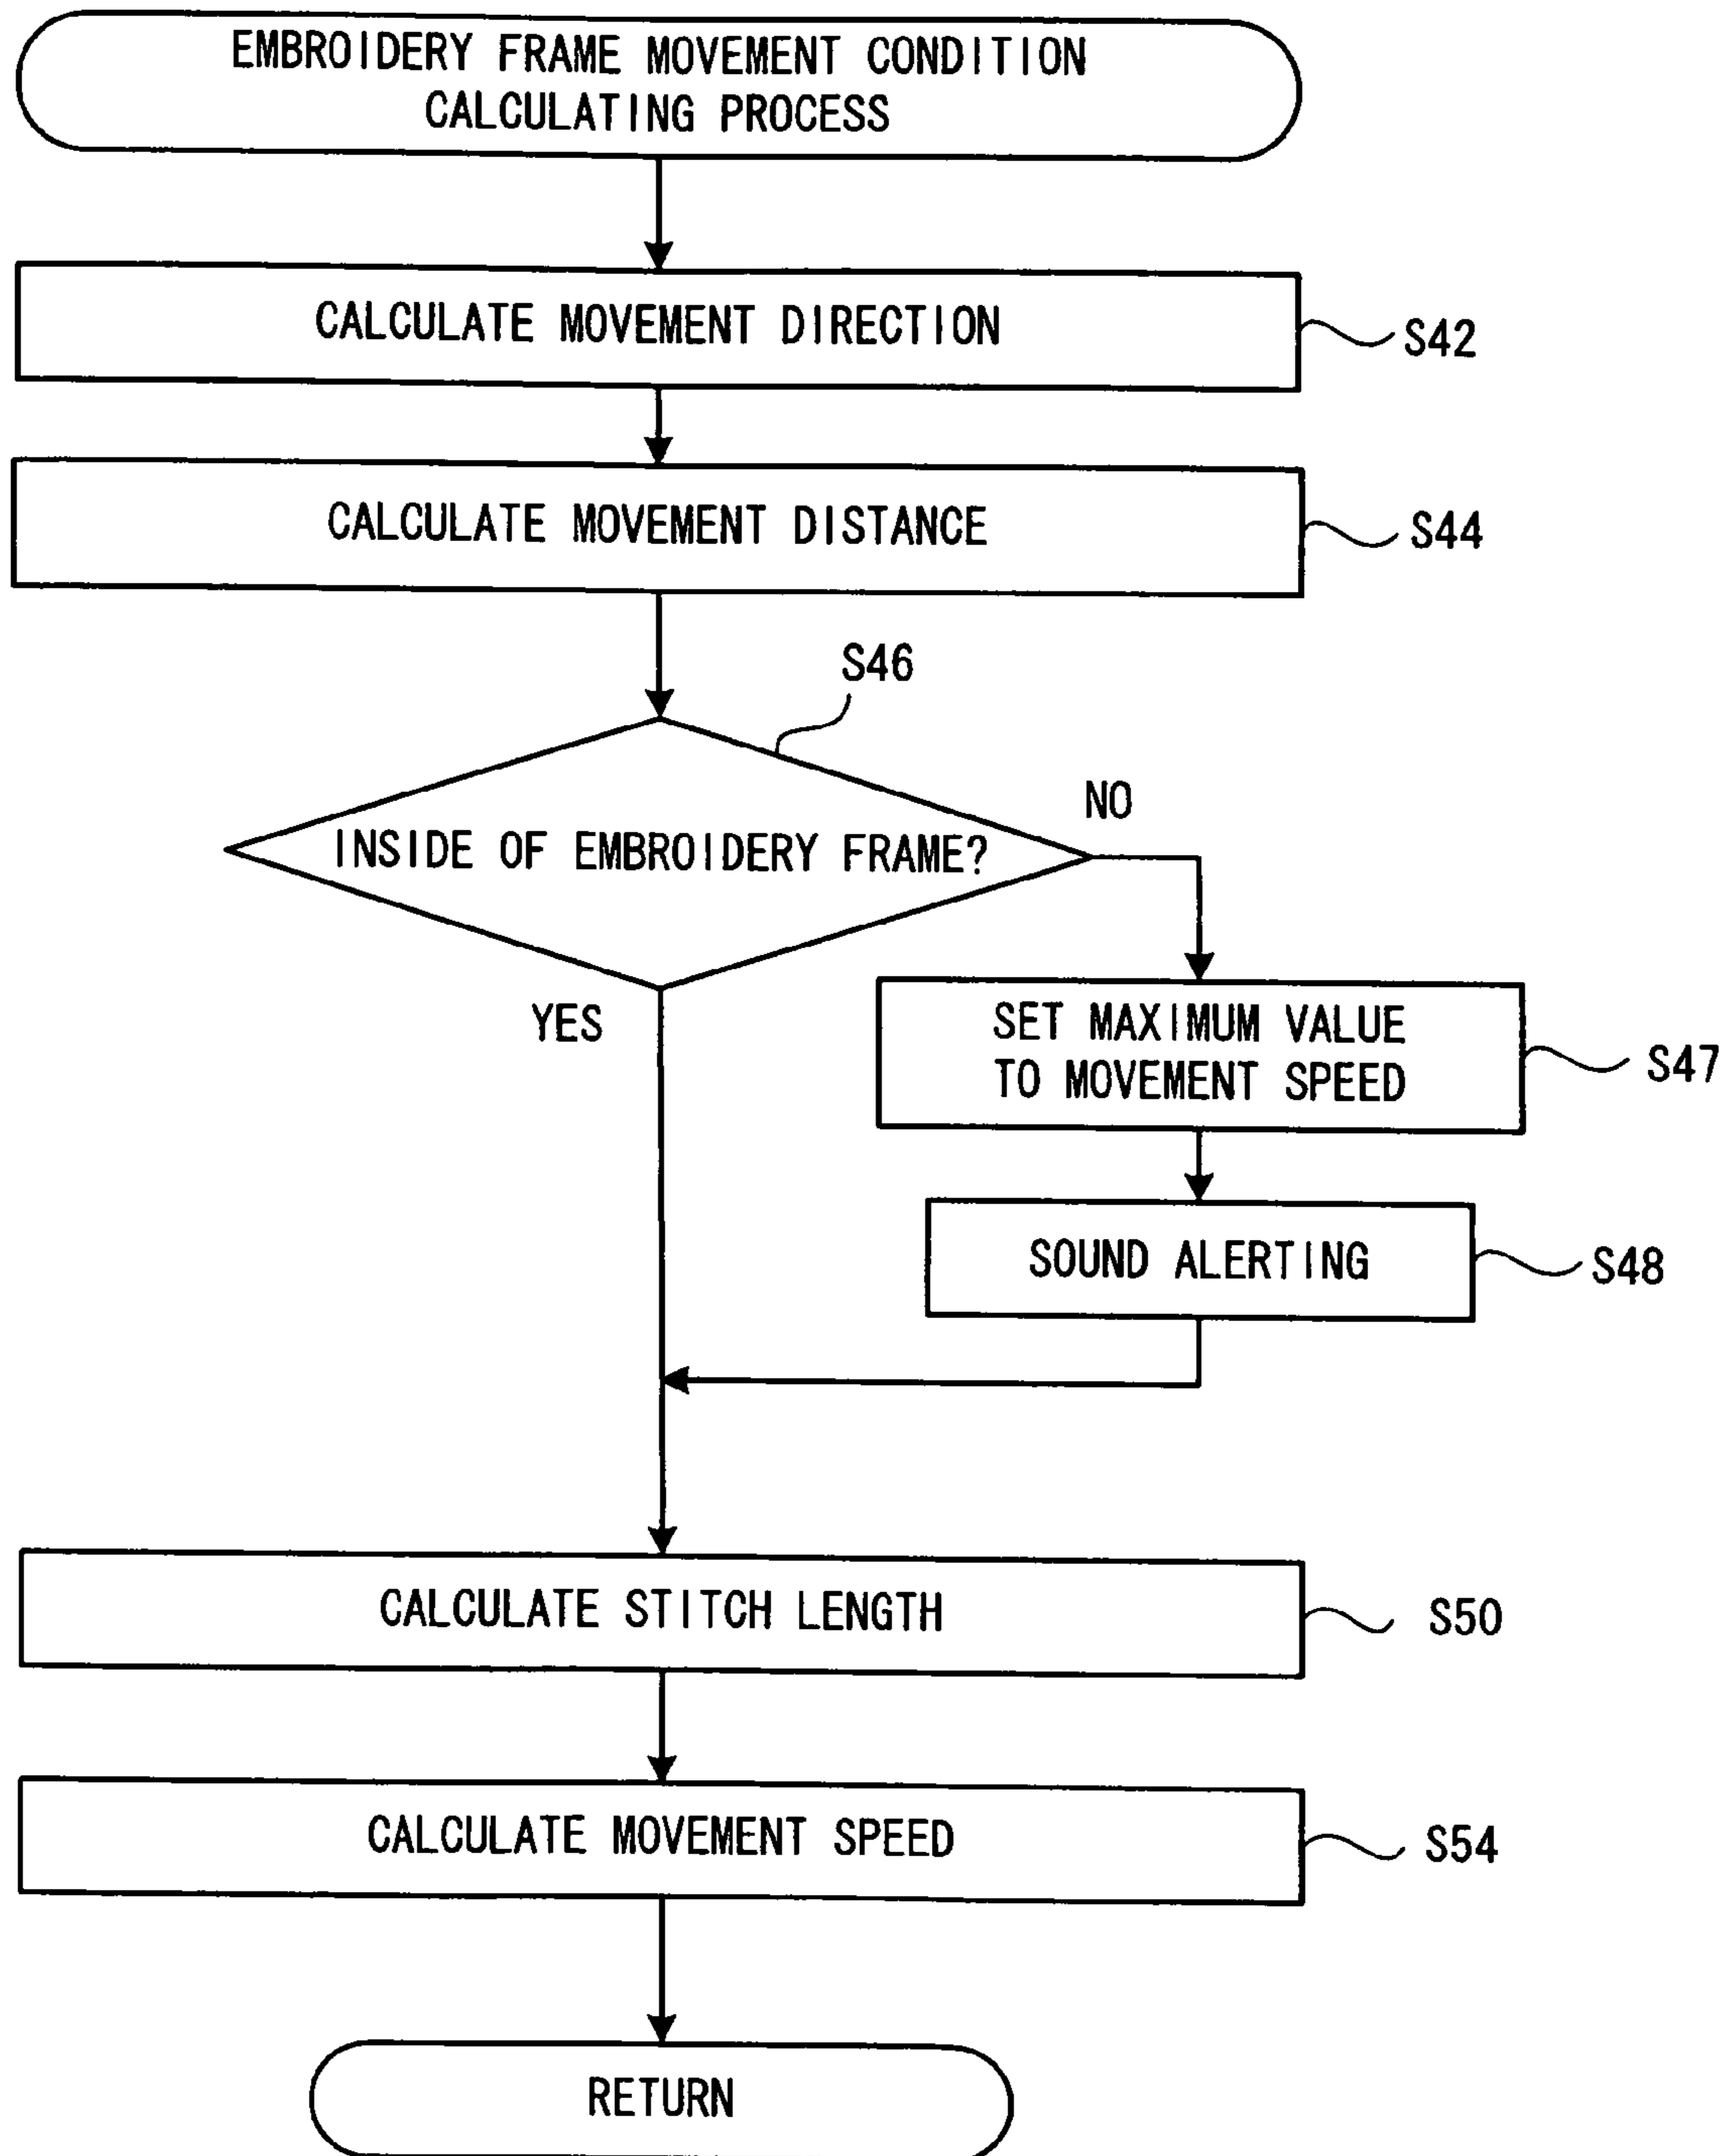 EMBROIDERY FRAME MOVEMENT CONDITION
CALCULATING PROCESS
CALCULATE MOVEMENT DIRECTION
S42
CALCULATE MOVEMENT DISTANCE
S44
S46
INSIDE OF EMBROIDERY FRAME?
NO
YES
SET MAXIMUM VALUE
TO MOVEMENT SPEED
S47
SOUND ALERTING
S48
CALCULATE STITCH LENGTH
S50
CALCULATE MOVEMENT SPEED
S54
RETURN